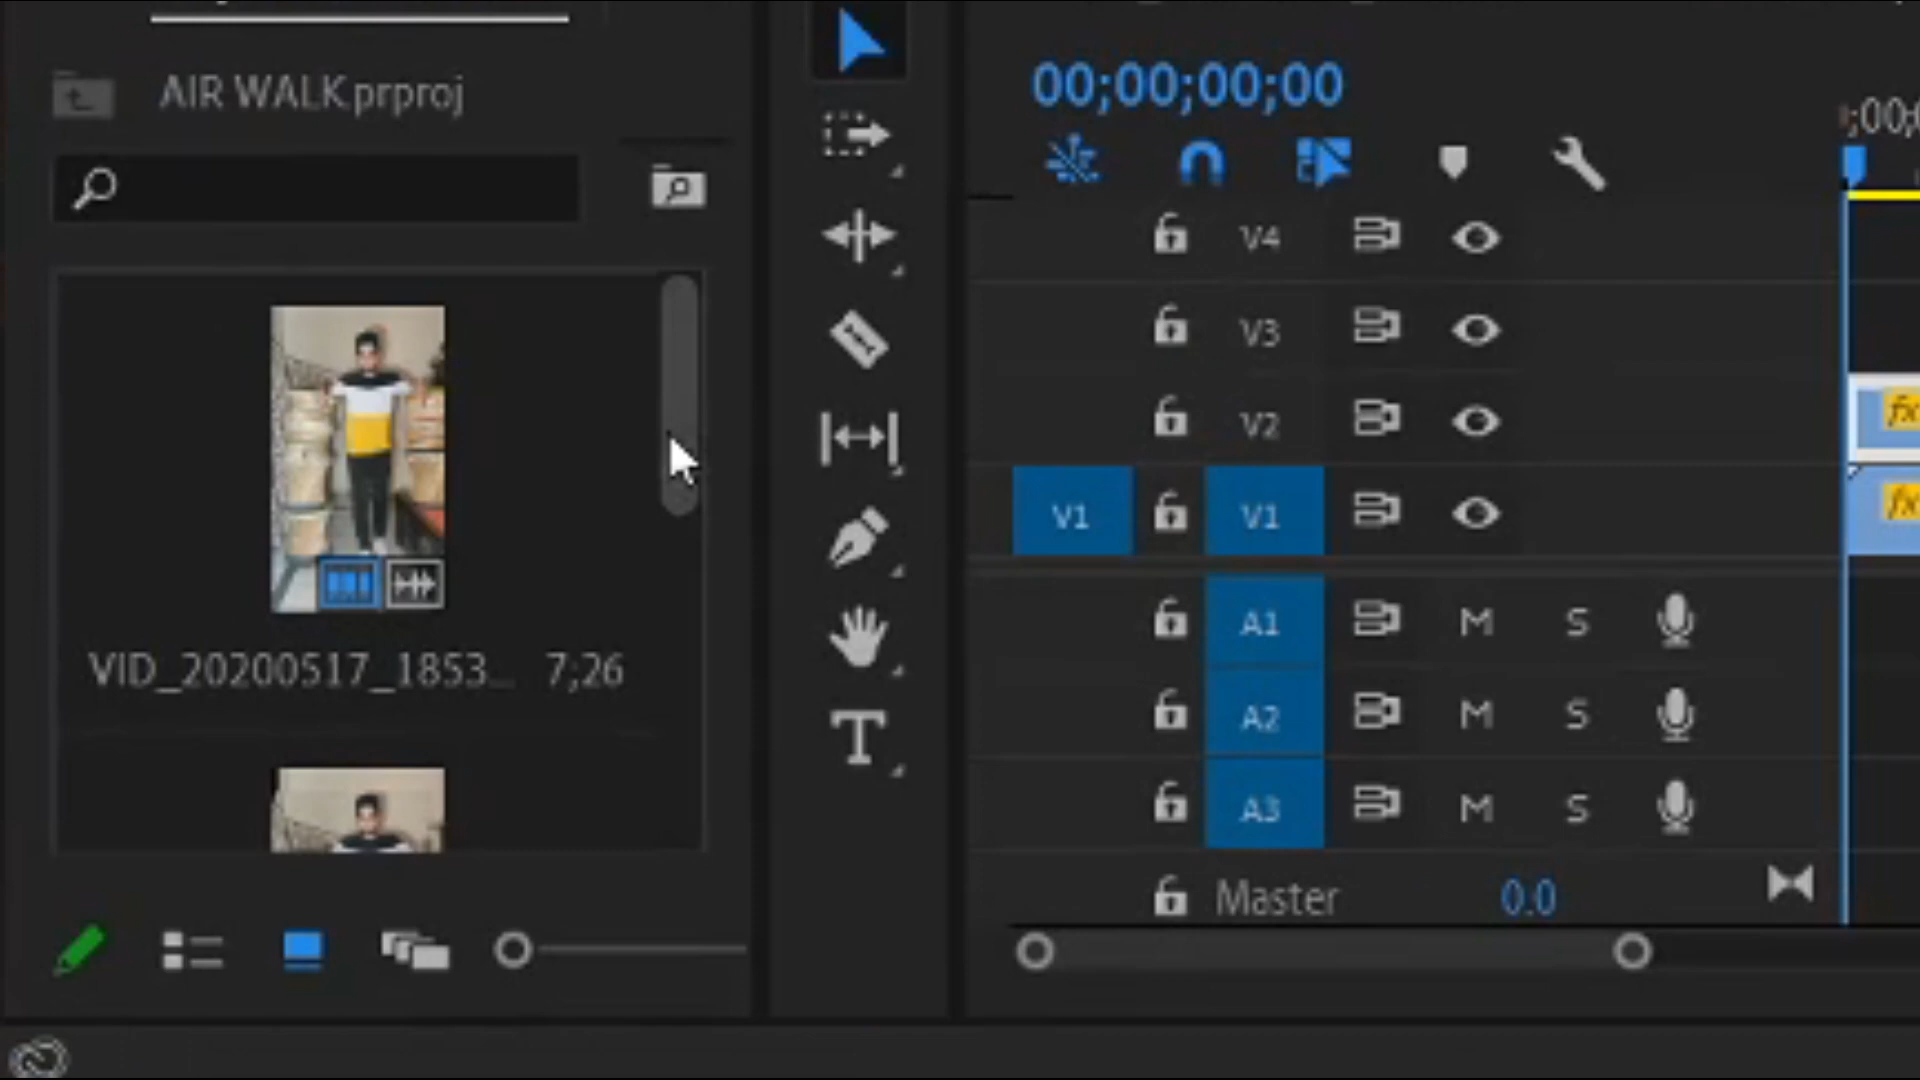 AIR WALK.prproj
VID_20200517_1853... 7;26
T
00;00;00;00
V4
V3
V2
fx
V1 V1
fx
A1 M S
A2 M S
A3 M S
Master 0.0